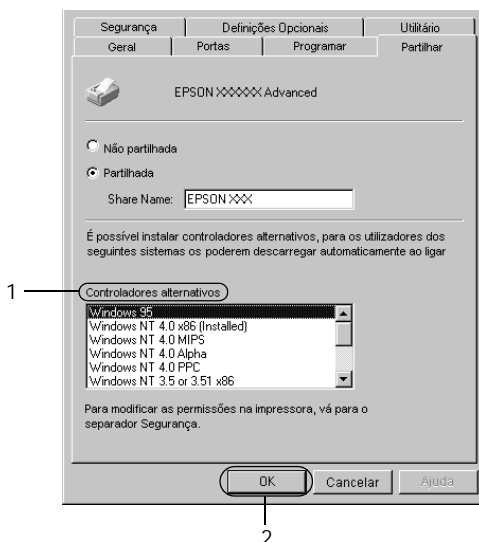 Segurança Definições Opcionais Utilitário
Geral Portas Programar Partilhar
EPSON XXXXXX Advanced
Não partilhada
Partilhada
Share Name: EPSON XXX
É possível instalar controladores alternativos, para os utilizadores dos
seguintes sistemas os poderem descarregar automaticamente ao ligar
1
Controladores alternativos
Windows 95
Windows NT 4.0 x86 (Installed)
Windows NT 4.0 MIPS
Windows NT 4.0 Alpha
Windows NT 4.0 PPC
Windows NT 3.5 or 3.51 x86
Para modificar as permissões na impressora, vá para o
separador Segurança.
OK Cancelar Ajuda
2